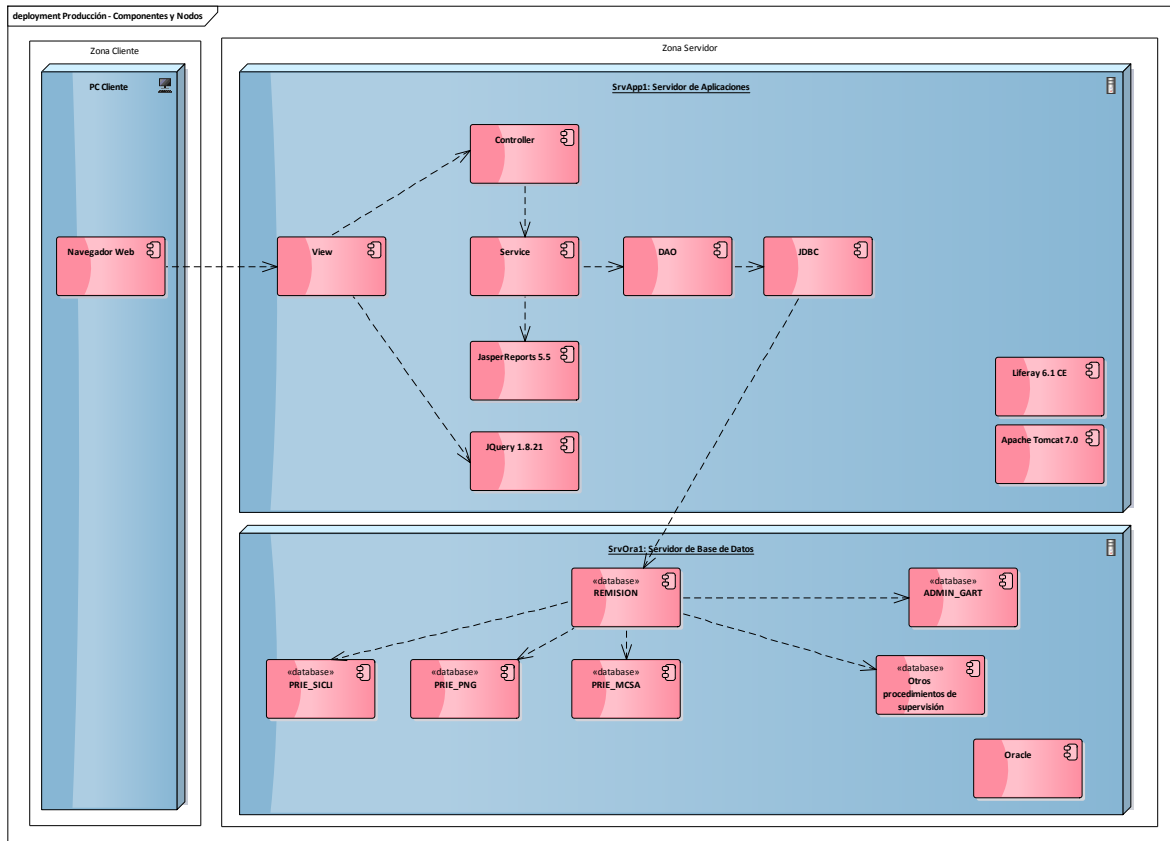 deployment Producción - Componentes y Nodos
Zona Cliente
Zona Servidor
PC Cliente
SrvApp1: Servidor de Aplicaciones
Controller
Navegador Web
View
Service
DAO
JDBC
JasperReports 5.5
Liferay 6.1 CE
JQuery 1.8.21
Apache Tomcat 7.0
SrvOra1: Servidor de Base de Datos
«database»
REMISION
«database»
ADMIN_GART
«database»
PRIE_SICLI
«database»
PRIE_PNG
«database»
PRIE_MCSA
«database»
Otros
procedimientos de
supervisión
Oracle